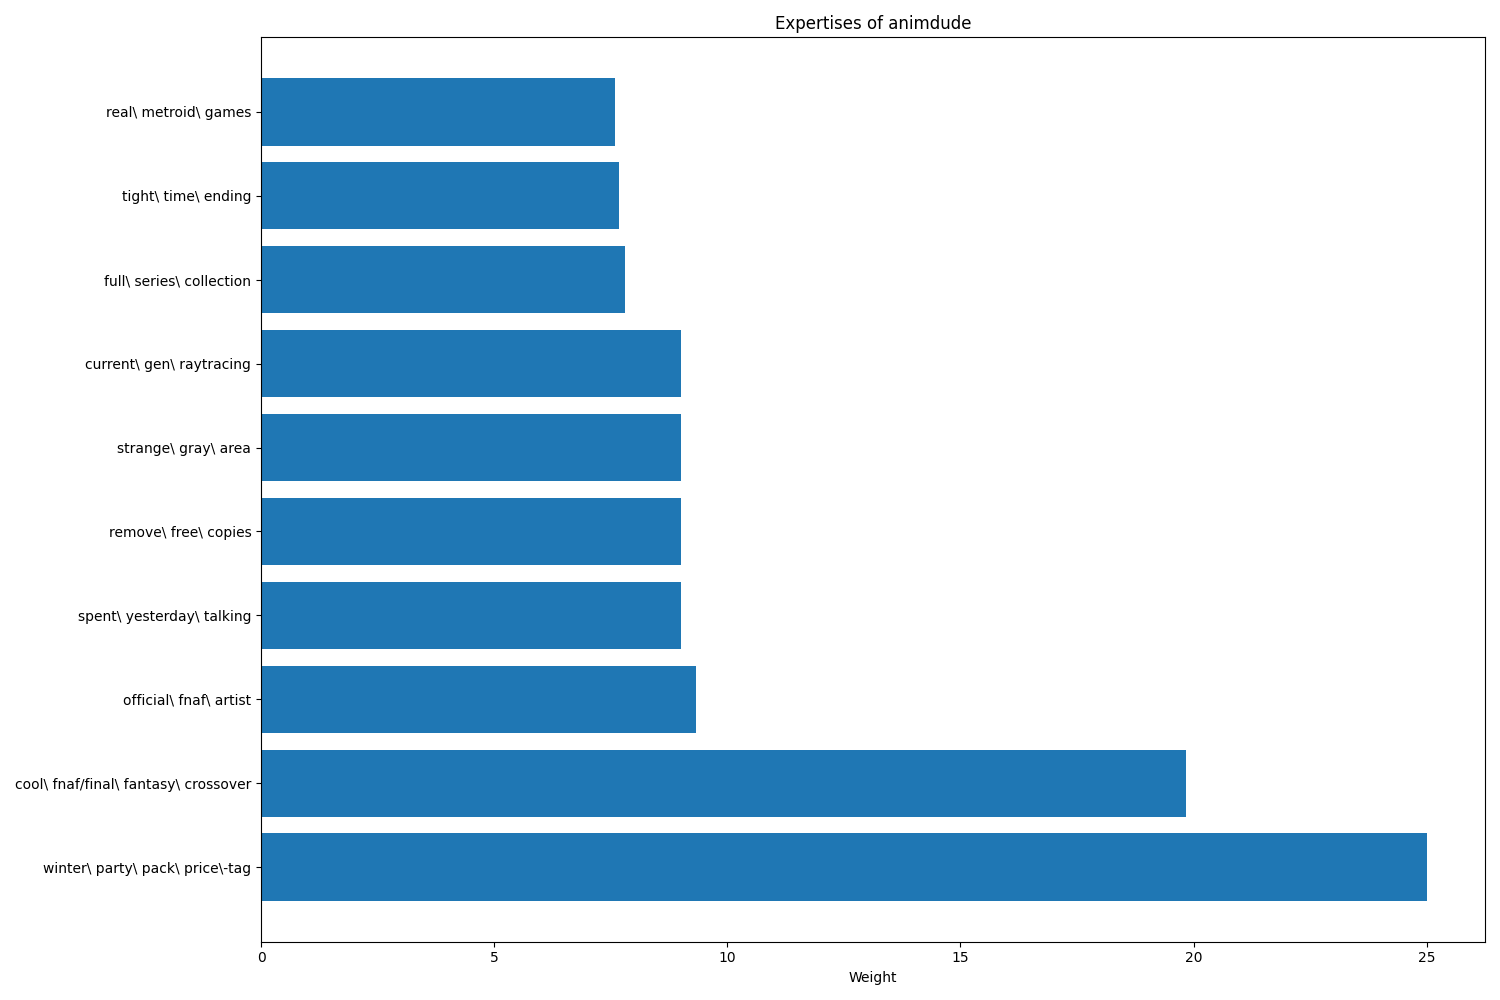 Expertises of animdude
real\ metroid\ games
tight\ time\ ending
full\ series\ collection
current\ gen\ raytracing
strange\ gray\ area
remove\ free\ copies
spent\ yesterday\ talking
official\ fnaf\ artist
cool\ fnaf/final\ fantasy\ crossover
winter\ party\ pack\ price\-tag
0 5 10 15 20 25
Weight